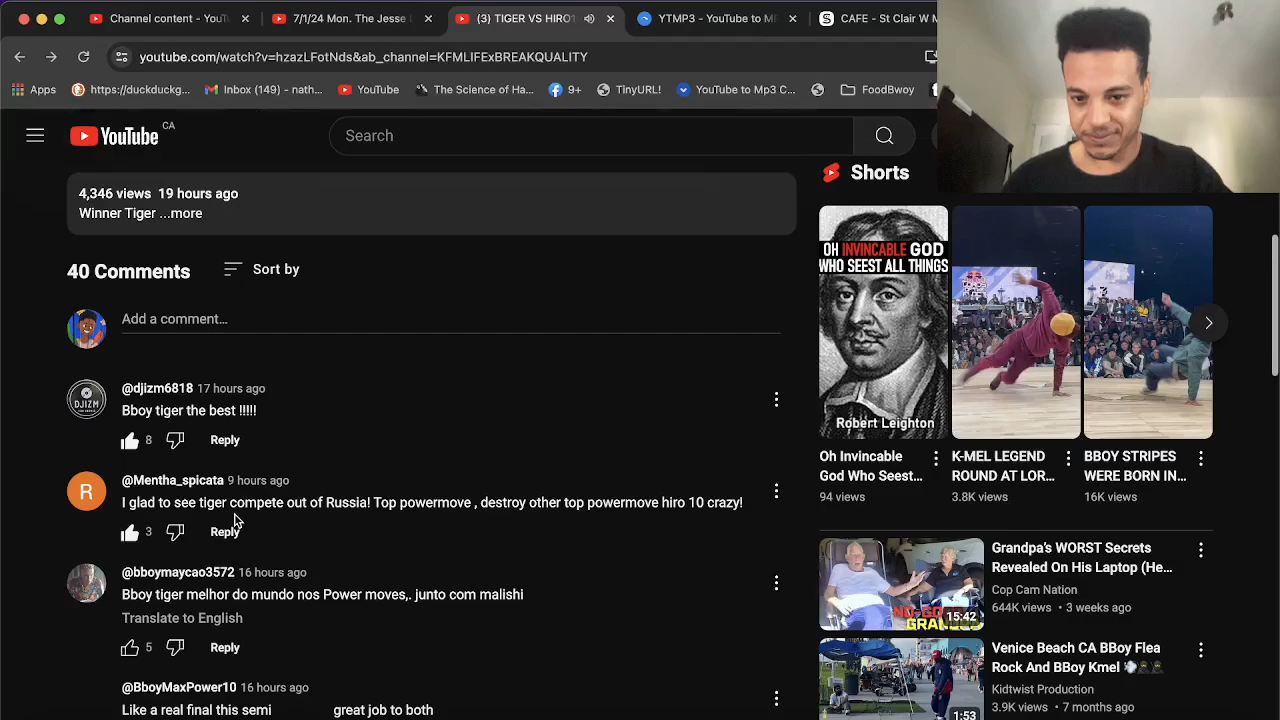 Channel content - YouT
7/1/24 Mon. The Jesse L
(3) TIGER VS HIRO1
YTMP3 - YouTube to M
CAFE - St Clair W M
youtube.com/watch?v=hzazLFotNds&ab_channel=KFMLIFExBREAKQUALITY
Apps
https://duckduckg...
Inbox (149) - nath...
YouTube
The Science of Ha...
9+
TinyURL!
YouTube to Mp3 C...
FoodBwoy
YouTube CA
Search
4,346 views 19 hours ago
Winner Tiger ...more
40 Comments
Sort by
Add a comment...
@djizm6818 17 hours ago
Bboy tiger the best !!!!!
8 Reply
@Mentha_spicata 9 hours ago
I glad to see tiger compete out of Russia! Top powermove , destroy other top powermove hiro 10 crazy!
R
3 Reply
@bboymaycao3572 16 hours ago
Bboy tiger melhor do mundo nos Power moves,. junto com malishi
Translate to English
5 Reply
@BboyMaxPower10 16 hours ago
Like a real final this semi great job to both
Shorts
OH INVINCABLE GOD
WHO SEEST ALL THINGS
Robert Leighton
Oh Invincible
God Who Seest...
94 views
K-MEL LEGEND
ROUND AT LOR...
3.8K views
BBOY STRIPES
WERE BORN IN...
16K views
NO-GO
GRAND
15:42
Grandpa's WORST Secrets
Revealed On His Laptop (He...
Cop Cam Nation
644K views • 3 weeks ago
1:53
Venice Beach CA BBoy Flea
Rock And BBoy Kmel 💨🥷🥷
Kidtwist Production
3.9K views • 7 months ago